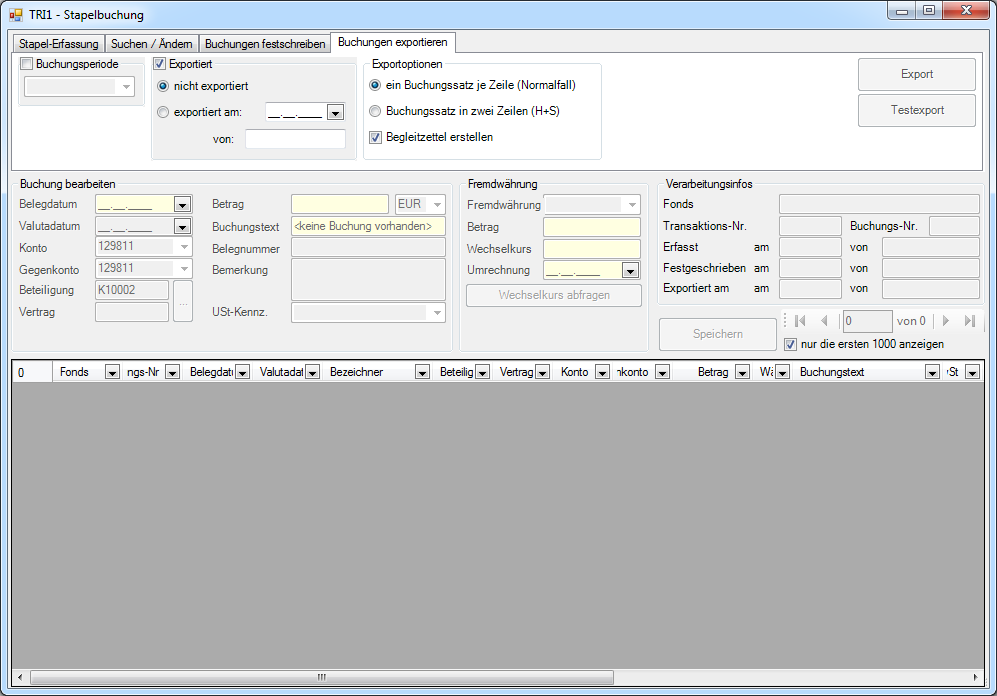 TRI1 - Stapelbuchung
Stapel-Erfassung Suchen / Ändern Buchungen festschreiben Buchungen exportieren
Buchungsperiode Exportiert Exportoptionen
nicht exportiert ein Buchungssatz je Zeile (Normalfall) Export
exportiert am: __.__.____ Buchungssatz in zwei Zeilen (H+S) Testexport
von: Begleitzettel erstellen
Buchung bearbeiten Fremdwährung Verarbeitungsinfos
Belegdatum __.__.____ Betrag EUR Fremdwährung Fonds
Valutadatum __.__.____ Buchungstext <keine Buchung vorhanden> Betrag Transaktions-Nr. Buchungs-Nr.
Konto 129811 Belegnummer Wechselkurs Erfasst am von
Gegenkonto 129811 Bemerkung Umrechnung __.__.____ Festgeschrieben am von
Beteiligung K10002 ... Wechselkurs abfragen Exportiert am am von
Vertrag USt-Kennz. Speichern 0 von 0
nur die ersten 1000 anzeigen
0 Fonds ngs-Nr Belegdatu Valutadat Bezeichner Beteilig Vertrag Konto nkonto Betrag Wä Buchungstext St